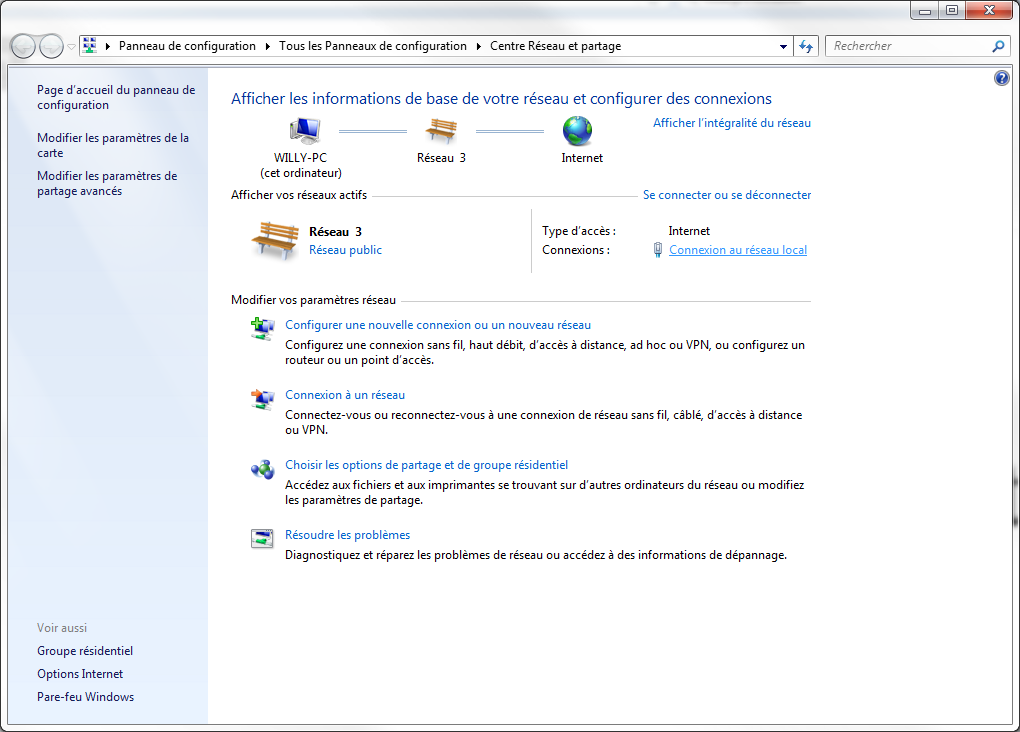 Panneau de configuration ▸ Tous les Panneaux de configuration ▸ Centre Réseau et partage
Rechercher
Page d'accueil du panneau de
configuration
Modifier les paramètres de la
carte
Modifier les paramètres de
partage avancés
Afficher les informations de base de votre réseau et configurer des connexions
Afficher l'intégralité du réseau
WILLY-PC
(cet ordinateur)
Réseau 3
Internet
Afficher vos réseaux actifs
Se connecter ou se déconnecter
Réseau 3
Réseau public
Type d'accès : Internet
Connexions : Connexion au réseau local
Modifier vos paramètres réseau
Configurer une nouvelle connexion ou un nouveau réseau
Configurez une connexion sans fil, haut débit, d'accès à distance, ad hoc ou VPN, ou configurez un
routeur ou un point d'accès.
Connexion à un réseau
Connectez-vous ou reconnectez-vous à une connexion de réseau sans fil, câblé, d'accès à distance
ou VPN.
Choisir les options de partage et de groupe résidentiel
Accédez aux fichiers et aux imprimantes se trouvant sur d'autres ordinateurs du réseau ou modifiez
les paramètres de partage.
Résoudre les problèmes
Diagnostiquez et réparez les problèmes de réseau ou accédez à des informations de dépannage.
Voir aussi
Groupe résidentiel
Options Internet
Pare-feu Windows